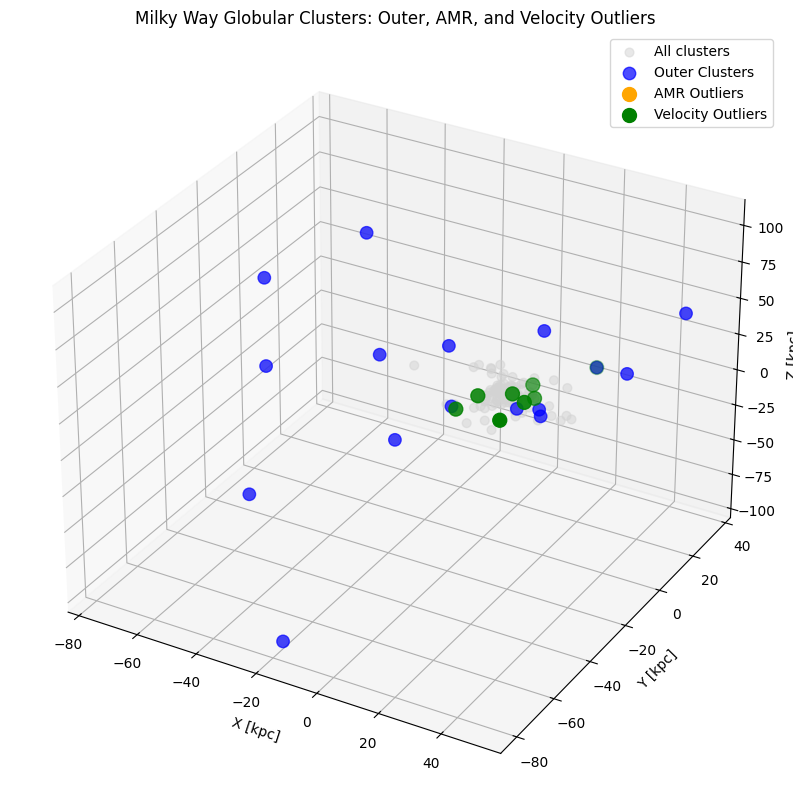 Milky Way Globular Clusters: Outer, AMR, and Velocity Outliers
All clusters
Outer Clusters
AMR Outliers
Velocity Outliers
100
75
50
25
0
−25
−50
−75
−100
Z [kpc]
40
20
0
−20
−40
−60
−80
Y [kpc]
−80
−60
−40
−20
0
20
40
X [kpc]